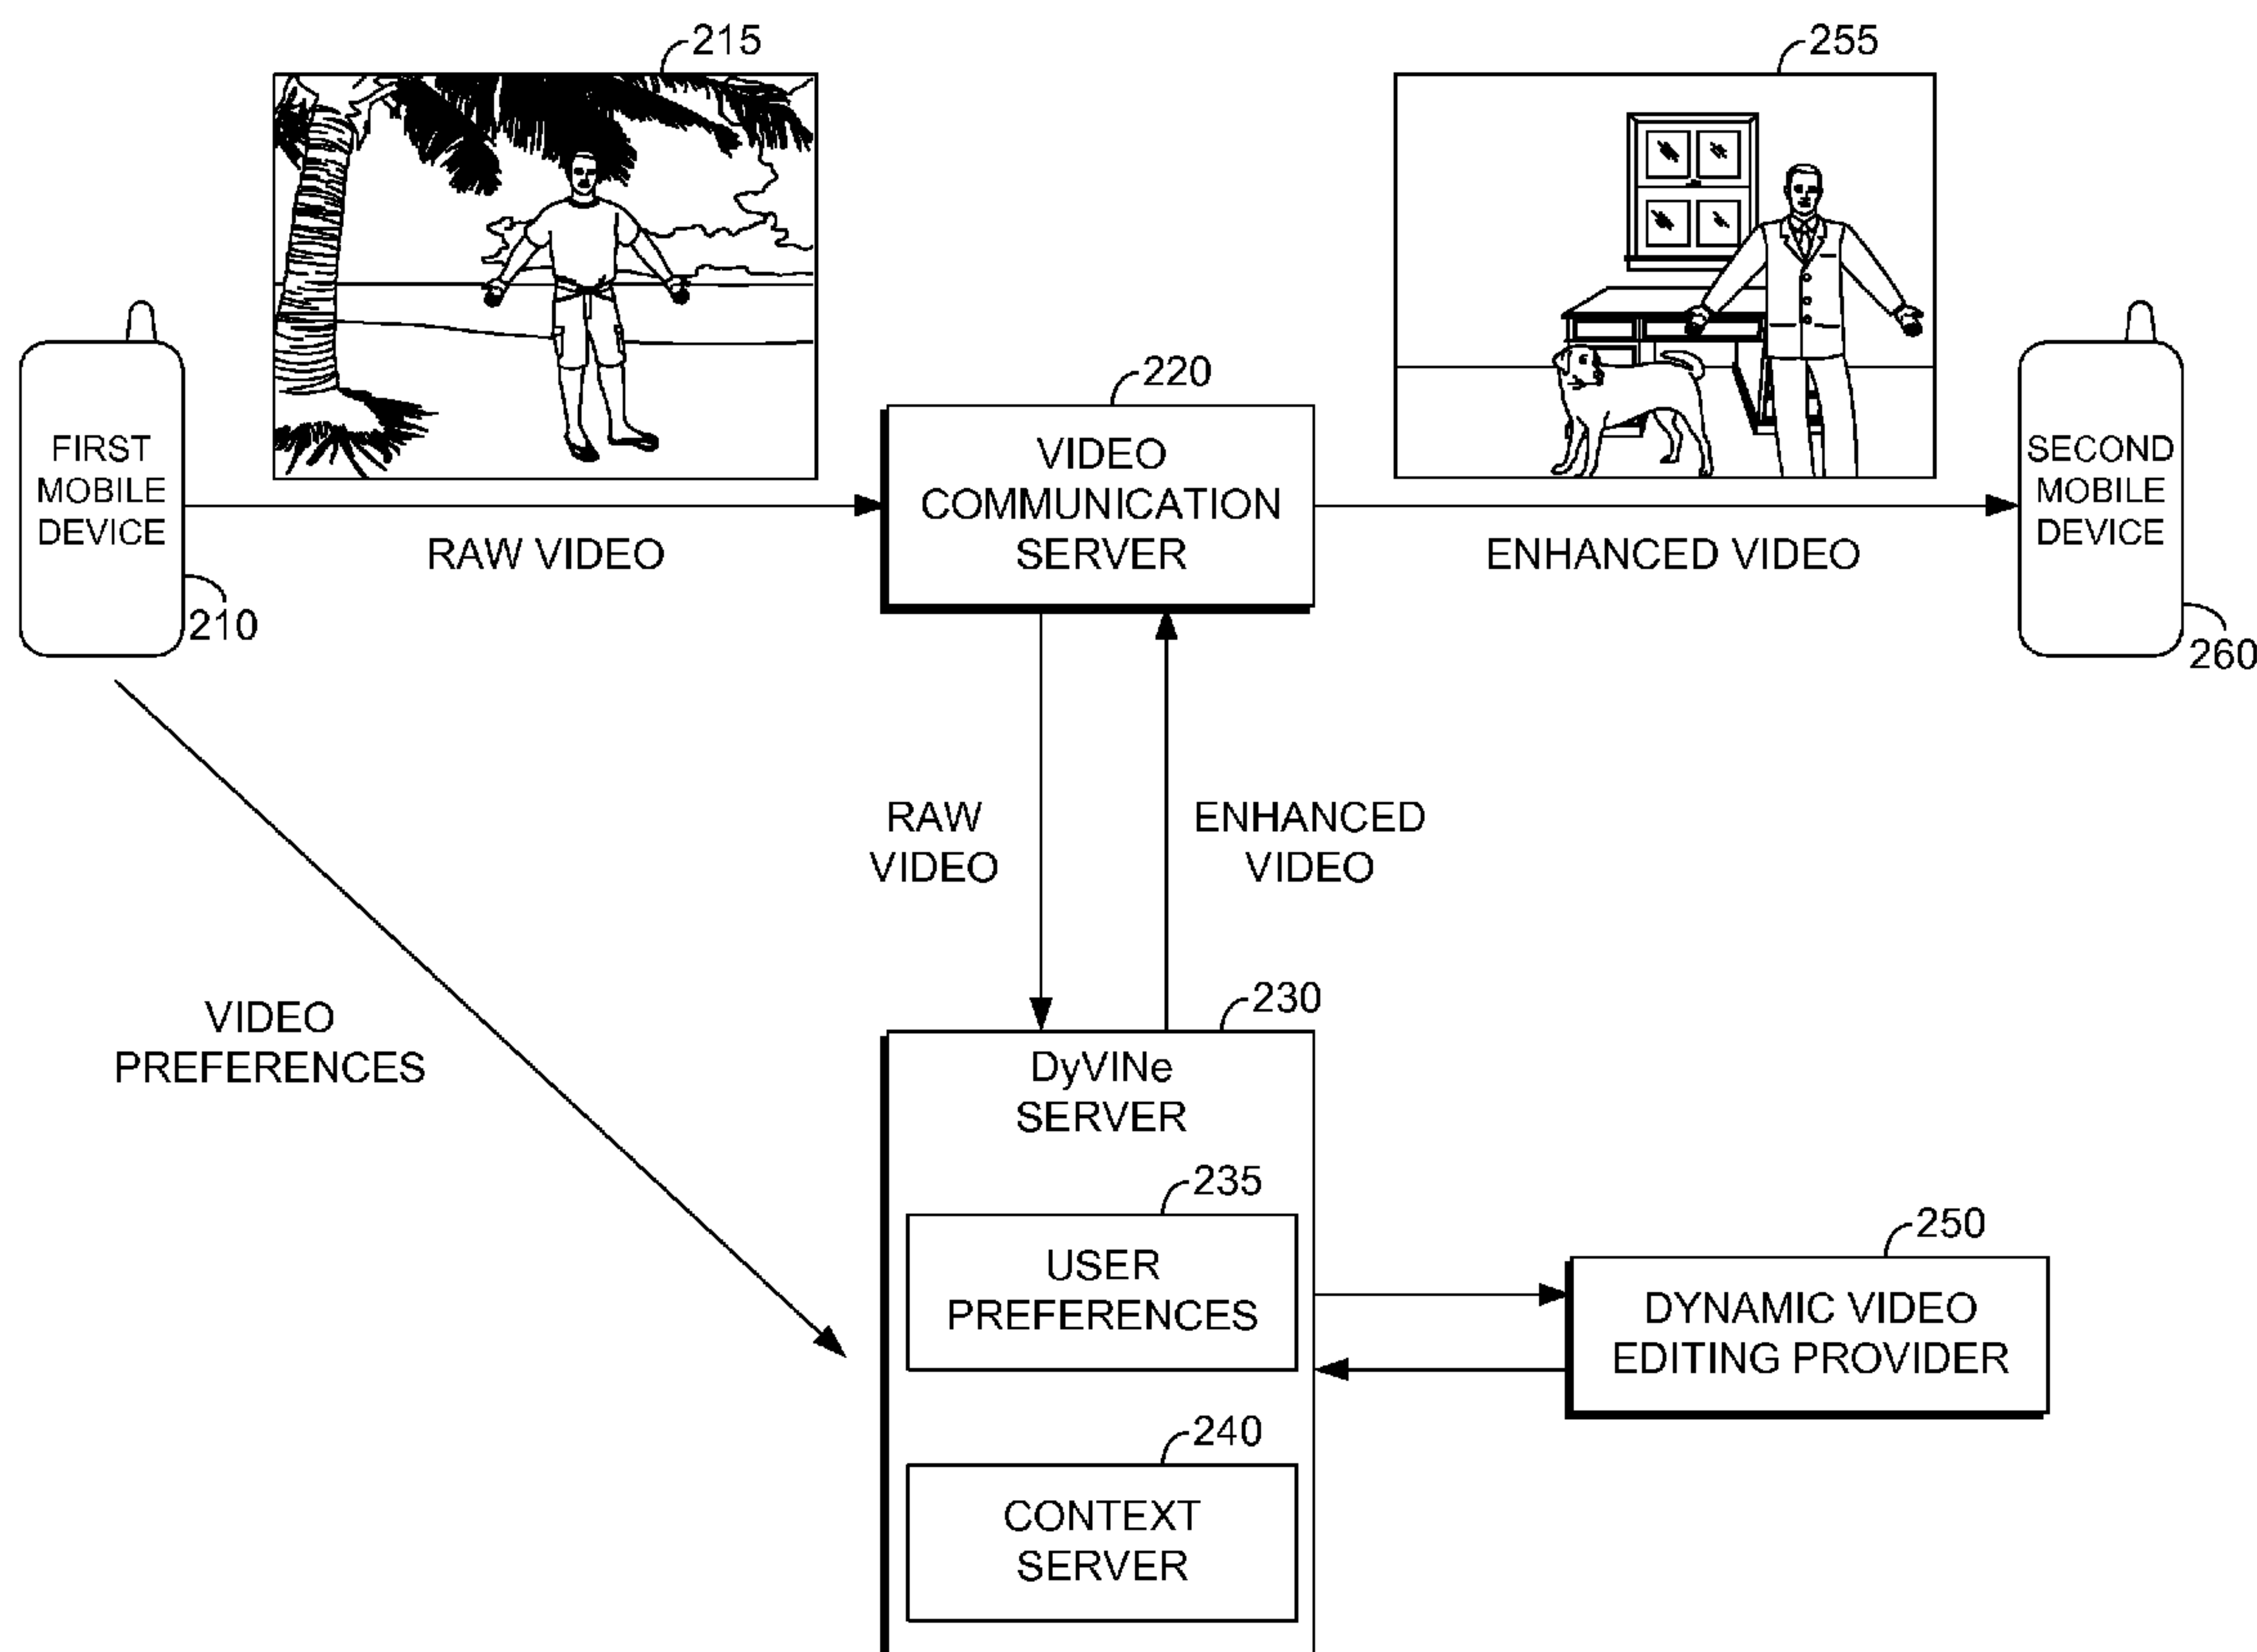 215
255
FIRST
MOBILE
DEVICE
210
RAW VIDEO
220
VIDEO
COMMUNICATION
SERVER
ENHANCED VIDEO
SECOND
MOBILE
DEVICE
260
RAW
VIDEO
ENHANCED
VIDEO
VIDEO
PREFERENCES
230
DyVINe
SERVER
235
USER
PREFERENCES
250
DYNAMIC VIDEO
EDITING PROVIDER
240
CONTEXT
SERVER